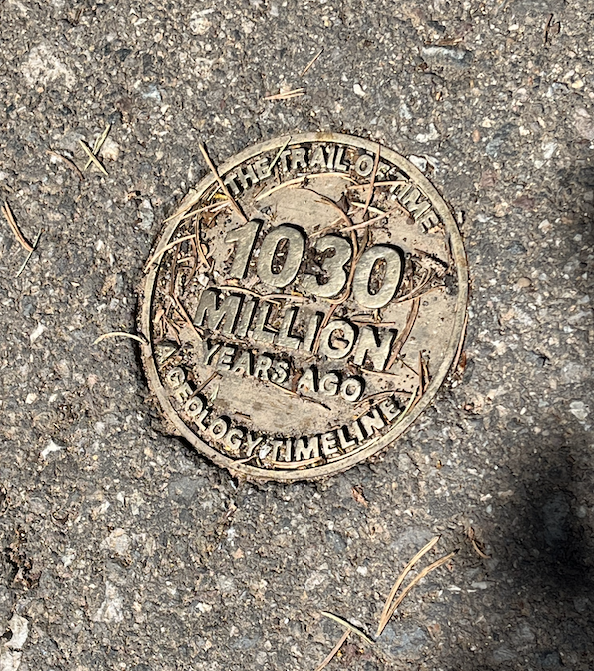 THE TRAIL OF TIME
1030
MILLION
YEARS AGO
A GEOLOGY TIMELINE